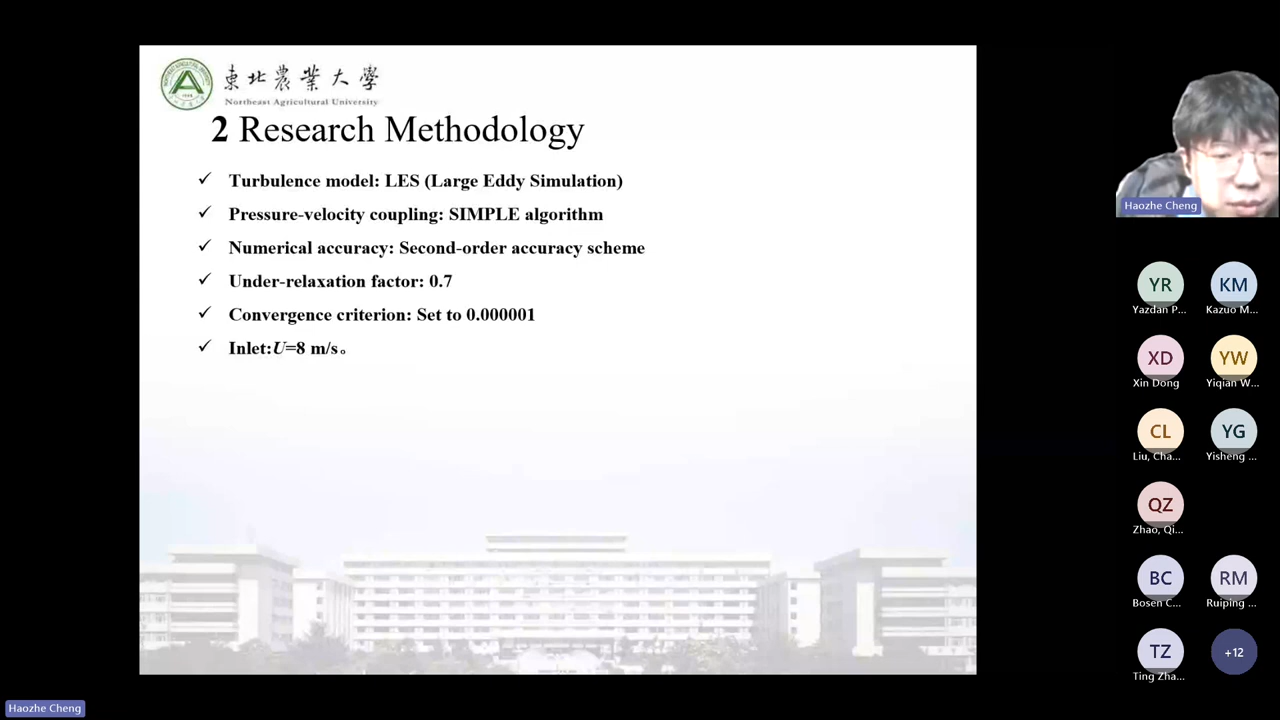 東北農業大學
Northeast Agricultural University
2 Research Methodology
✓ Turbulence model: LES (Large Eddy Simulation)
✓ Pressure-velocity coupling: SIMPLE algorithm
✓ Numerical accuracy: Second-order accuracy scheme
✓ Under-relaxation factor: 0.7
✓ Convergence criterion: Set to 0.000001
✓ Inlet:U=8 m/s。
Haozhe Cheng
YR
Yazdan P...
KM
Kazuo M...
XD
Xin Dong
YW
Yiqian W...
CL
Liu, Cha...
YG
Yisheng ...
QZ
Zhao, Qi...
BC
Bosen C...
RM
Ruiping ...
TZ
Ting Zha...
+12
Haozhe Cheng